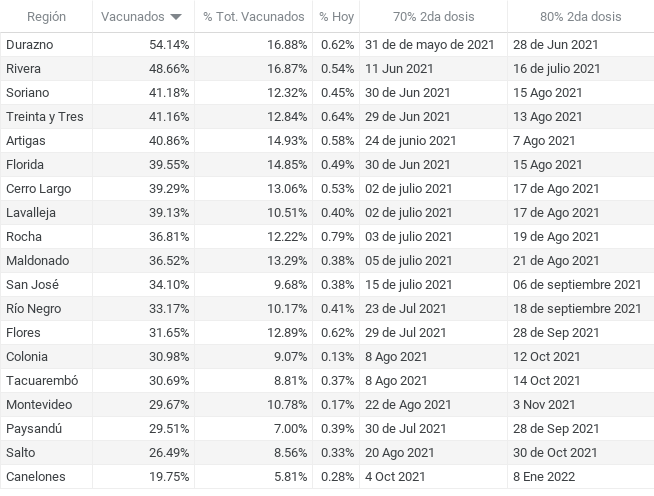 Región Vacunados % Tot. Vacunados % Hoy 70% 2da dosis 80% 2da dosis
Durazno 54.14% 16.88% 0.62% 31 de de mayo de 2021 28 de Jun 2021
Rivera 48.66% 16.87% 0.54% 11 Jun 2021 16 de julio 2021
Soriano 41.18% 12.32% 0.45% 30 de Jun 2021 15 Ago 2021
Treinta y Tres 41.16% 12.84% 0.64% 29 de Jun 2021 13 Ago 2021
Artigas 40.86% 14.93% 0.58% 24 de junio 2021 7 Ago 2021
Florida 39.55% 14.85% 0.49% 30 de Jun 2021 15 Ago 2021
Cerro Largo 39.29% 13.06% 0.53% 02 de julio 2021 17 de Ago 2021
Lavalleja 39.13% 10.51% 0.40% 02 de julio 2021 17 de Ago 2021
Rocha 36.81% 12.22% 0.79% 03 de julio 2021 19 de Ago 2021
Maldonado 36.52% 13.29% 0.38% 05 de julio 2021 21 de Ago 2021
San José 34.10% 9.68% 0.38% 15 de julio 2021 06 de septiembre 2021
Río Negro 33.17% 10.17% 0.41% 23 de Jul 2021 18 de septiembre 2021
Flores 31.65% 12.89% 0.62% 29 de Jul 2021 28 de Sep 2021
Colonia 30.98% 9.07% 0.13% 8 Ago 2021 12 Oct 2021
Tacuarembó 30.69% 8.81% 0.37% 8 Ago 2021 14 Oct 2021
Montevideo 29.67% 10.78% 0.17% 22 de Ago 2021 3 Nov 2021
Paysandú 29.51% 7.00% 0.39% 30 de Jul 2021 28 de Sep 2021
Salto 26.49% 8.56% 0.33% 20 Ago 2021 30 de Oct 2021
Canelones 19.75% 5.81% 0.28% 4 Oct 2021 8 Ene 2022